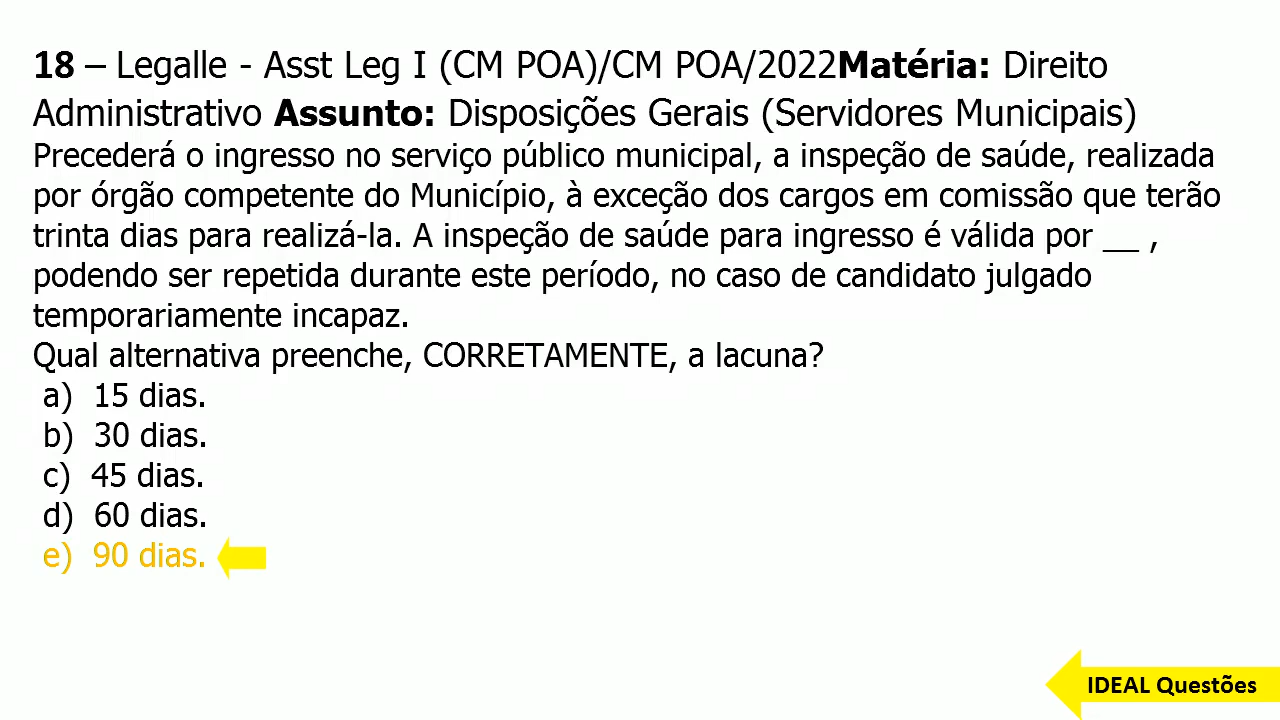 18 – Legalle - Asst Leg I (CM POA)/CM POA/2022Matéria: Direito
Administrativo Assunto: Disposições Gerais (Servidores Municipais)
Precederá o ingresso no serviço público municipal, a inspeção de saúde, realizada
por órgão competente do Município, à exceção dos cargos em comissão que terão
trinta dias para realizá-la. A inspeção de saúde para ingresso é válida por __ ,
podendo ser repetida durante este período, no caso de candidato julgado
temporariamente incapaz.
Qual alternativa preenche, CORRETAMENTE, a lacuna?
a) 15 dias.
b) 30 dias.
c) 45 dias.
d) 60 dias.
e) 90 dias.
IDEAL Questões